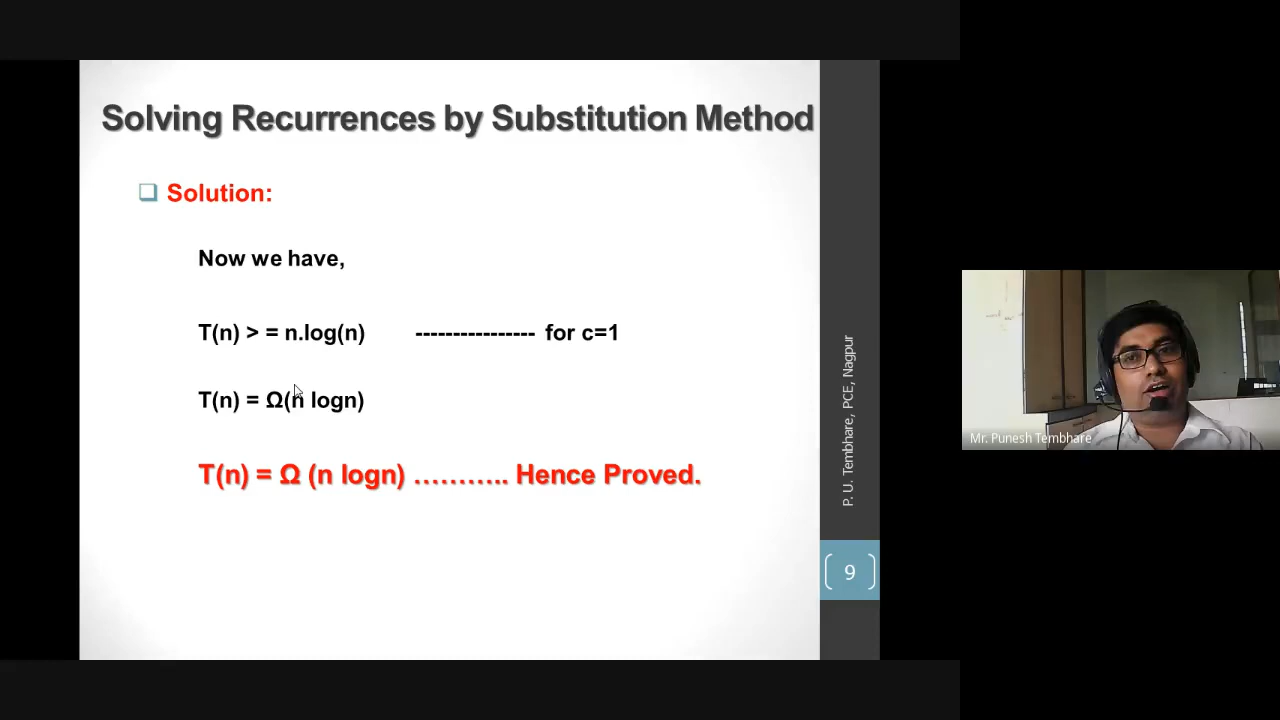 Solving Recurrences by Substitution Method
❑ Solution:
Now we have,
T(n) > = n.log(n) ---------------- for c=1
T(n) = Ω(n logn)
T(n) = Ω (n logn) ……….. Hence Proved.
P. U. Tembhare, PCE, Nagpur
9
Mr. Punesh Tembhare